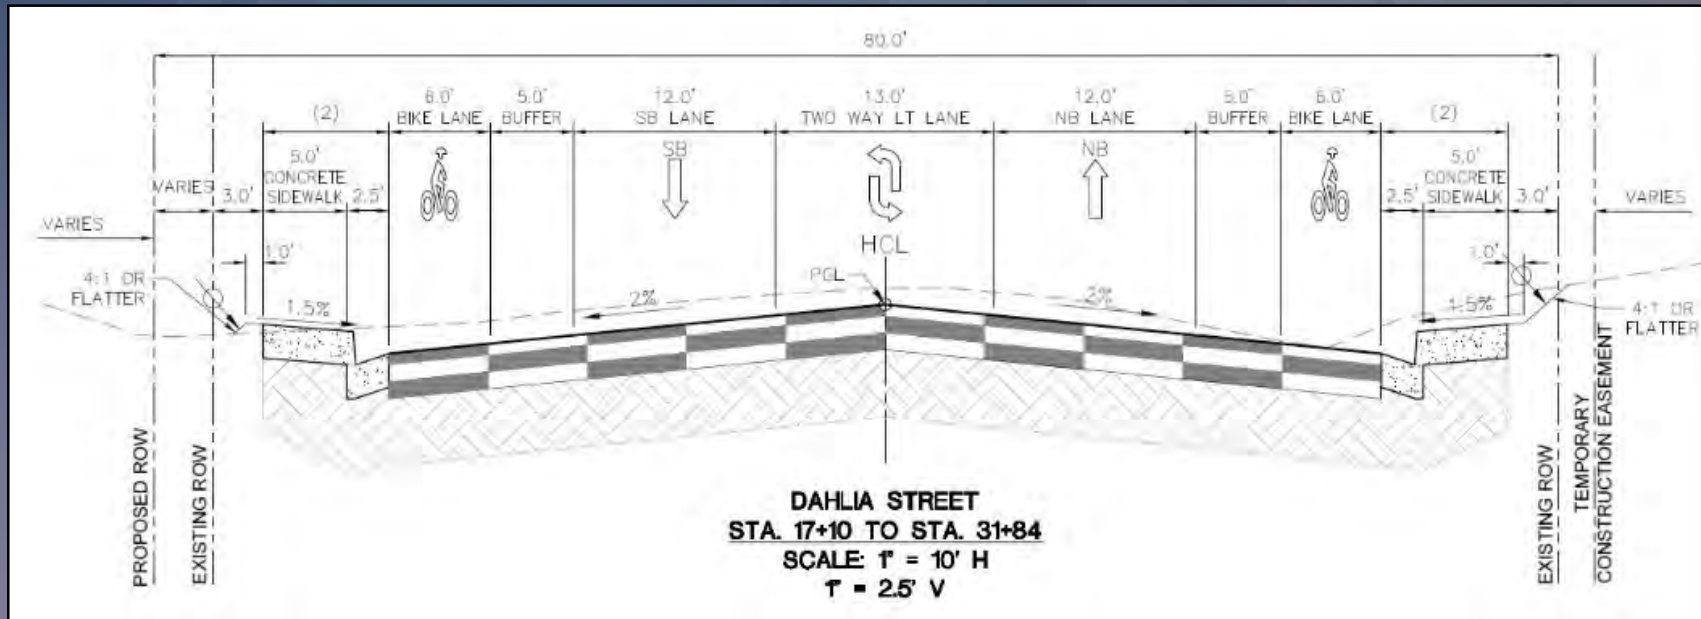 80.0'
(2)
6.0'
BIKE LANE
5.0'
BUFFER
12.0'
SB LANE
13.0'
TWO WAY LT LANE
12.0'
NB LANE
5.0'
BUFFER
6.0'
BIKE LANE
(2)
VARIES
3.0'
5.0'
CONCRETE
SIDEWALK
2.5'
SB
NB
2.5'
5.0'
CONCRETE
SIDEWALK
3.0'
VARIES
VARIES
HCL
1.0'
1.0'
4:1 OR
FLATTER
1.5%
2%
PGL
2%
1.5%
4:1 OR
FLATTER
PROPOSED ROW
EXISTING ROW
DAHLIA STREET
STA. 17+10 TO STA. 31+84
SCALE: 1" = 10' H
1" = 2.5' V
EXISTING ROW
TEMPORARY
CONSTRUCTION EASEMENT